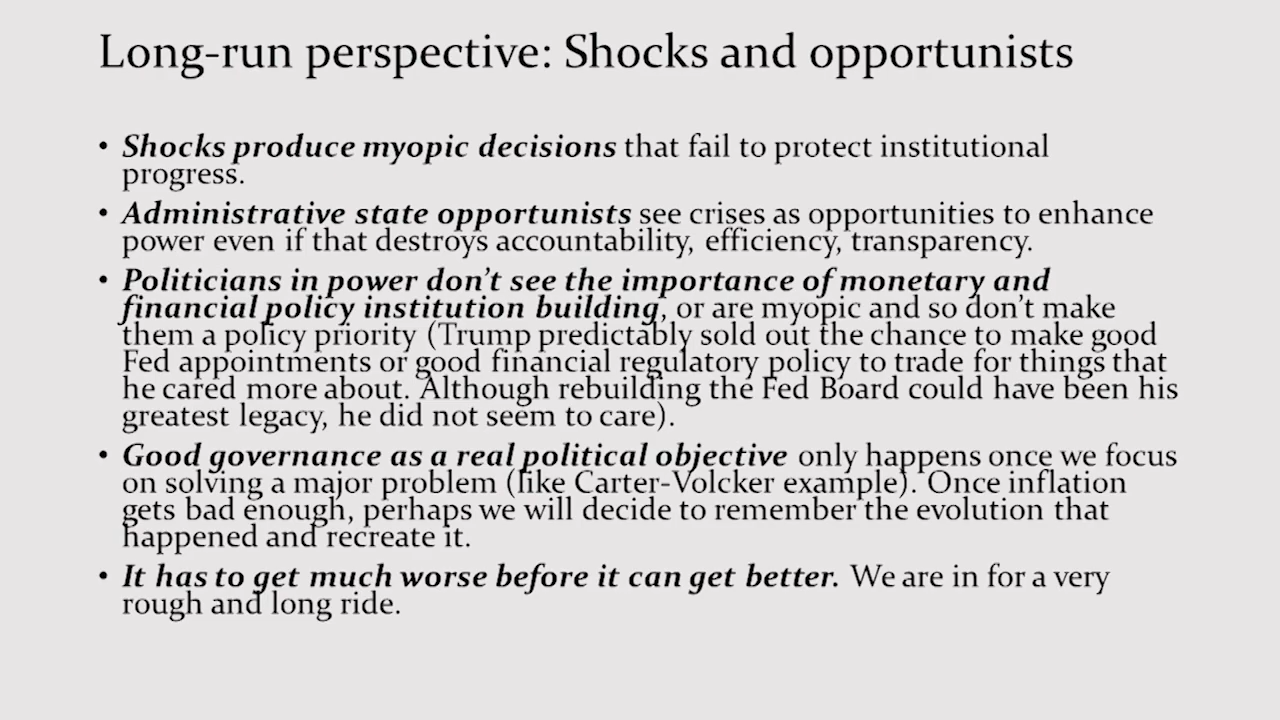 Long-run perspective: Shocks and opportunists
• Shocks produce myopic decisions that fail to protect institutional
progress.
• Administrative state opportunists see crises as opportunities to enhance
power even if that destroys accountability, efficiency, transparency.
• Politicians in power don't see the importance of monetary and
financial policy institution building, or are myopic and so don't make
them a policy priority (Trump predictably sold out the chance to make good
Fed appointments or good financial regulatory policy to trade for things that
he cared more about. Although rebuilding the Fed Board could have been his
greatest legacy, he did not seem to care).
• Good governance as a real political objective only happens once we focus
on solving a major problem (like Carter-Volcker example). Once inflation
gets bad enough, perhaps we will decide to remember the evolution that
happened and recreate it.
• It has to get much worse before it can get better. We are in for a very
rough and long ride.